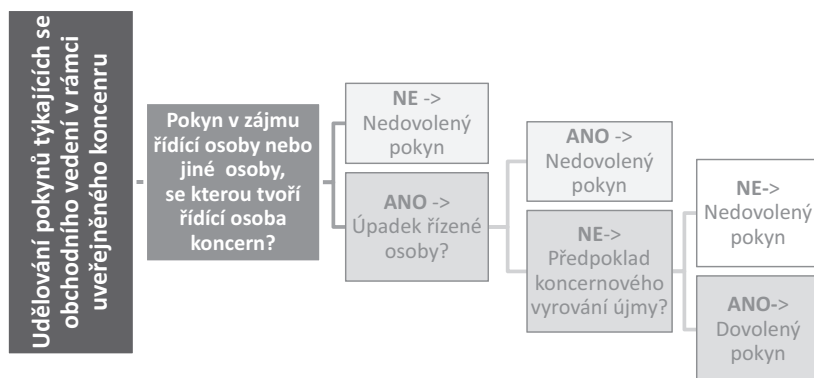 Udělování pokynů týkajících se
obchodního vedení v rámci
uveřejněného koncenru
Pokyn v zájmu
řídící osoby nebo
jiné osoby,
se kterou tvoří
řídící osoba
koncern?
NE ->
Nedovolený
pokyn
ANO ->
Úpadek řízené
osoby?
ANO ->
Nedovolený
pokyn
NE->
Předpoklad
koncernového
vyrování újmy?
NE->
Nedovolený
pokyn
ANO->
Dovolený
pokyn